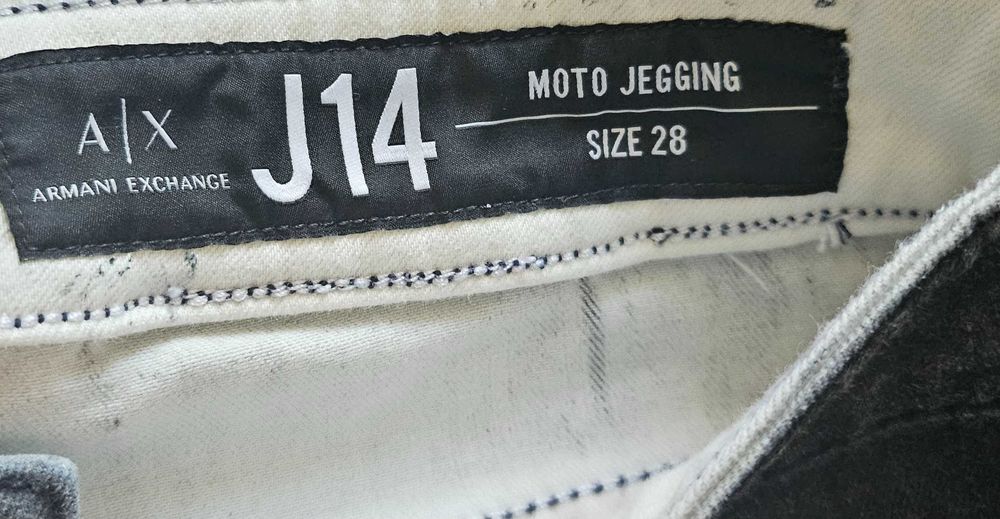 A|X
ARMANI EXCHANGE
J14
MOTO JEGGING
SIZE 28